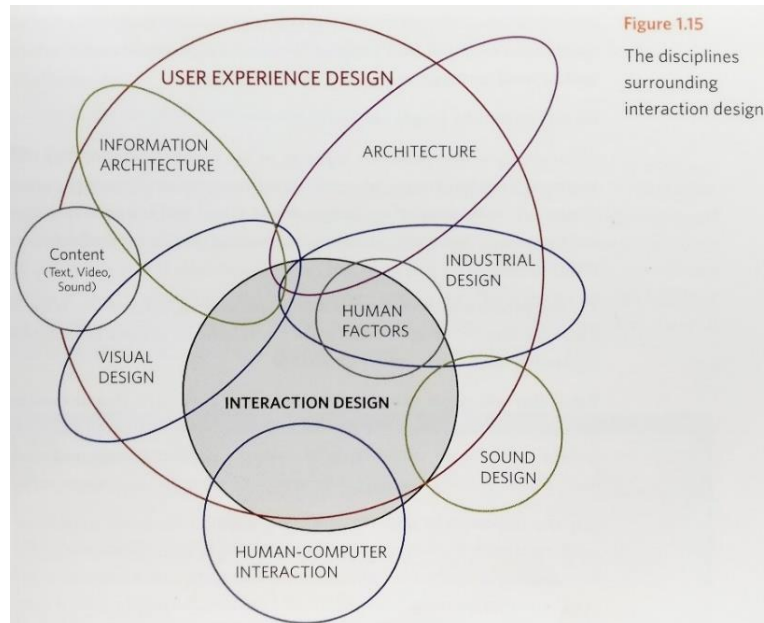 Figure 1.15
The disciplines
surrounding
interaction design
USER EXPERIENCE DESIGN
INFORMATION
ARCHITECTURE
ARCHITECTURE
Content
(Text, Video,
Sound)
INDUSTRIAL
DESIGN
HUMAN
FACTORS
VISUAL
DESIGN
INTERACTION DESIGN
SOUND
DESIGN
HUMAN-COMPUTER
INTERACTION